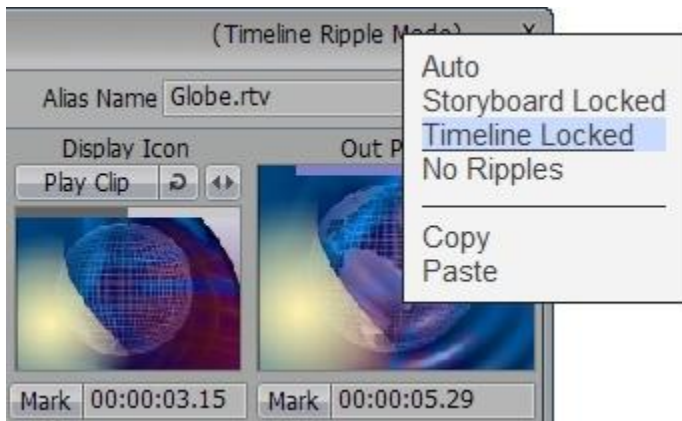 (Timeline Ripple Mode) X
Auto
Storyboard Locked
Timeline Locked
No Ripples
Copy
Paste
Alias Name Globe.rtv
Display Icon
Out P
Play Clip
Mark 00:00:03.15
Mark 00:00:05.29